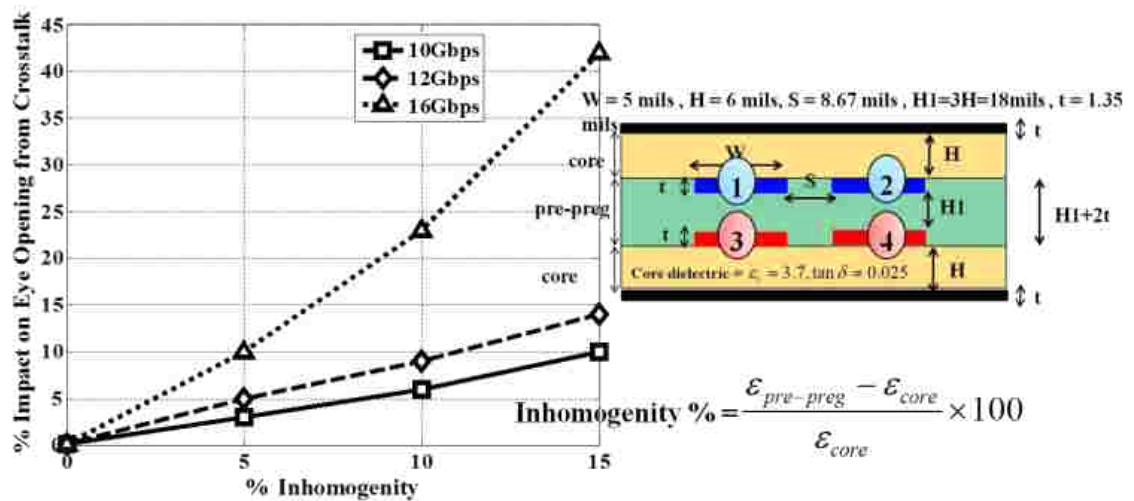 % Impact on Eye Opening from Crosstalk
45
40
35
30
25
20
15
10
5
0
0
5
10
15
% Inhomogenity
10Gbps
12Gbps
16Gbps
W = 5 mils , H = 6 mils, S = 8.67 mils , H1=3H=18mils , t = 1.35
mils
t
core
W
H
1
2
t
S
pre-preg
H1
H1+2t
t
3
4
core
Core dielectric = εr = 3.7, tan δ = 0.025
H
t
Inhomogenity % = (ε pre-preg − ε core) / ε core ×100